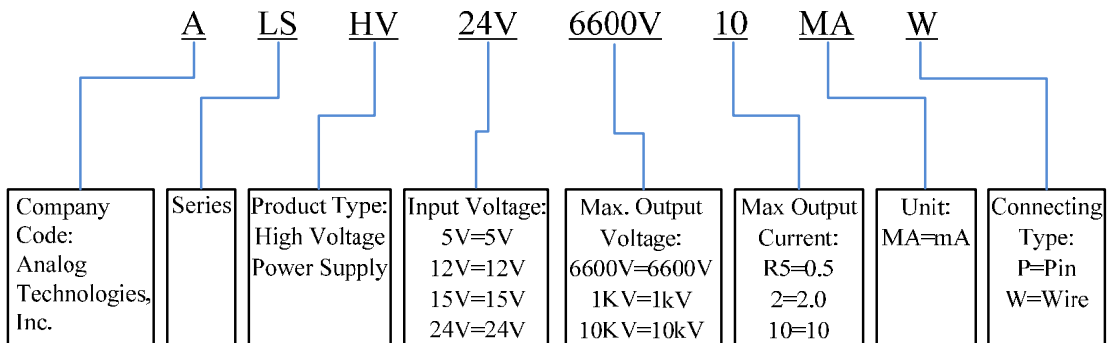 A LS HV 24V 6600V 10 MA W
Company
Code:
Analog
Technologies,
Inc.
Series
Product Type:
High Voltage
Power Supply
Input Voltage:
5V=5V
12V=12V
15V=15V
24V=24V
Max. Output
Voltage:
6600V=6600V
1KV=1kV
10KV=10kV
Max Output
Current:
R5=0.5
2=2.0
10=10
Unit:
MA=mA
Connecting
Type:
P=Pin
W=Wire